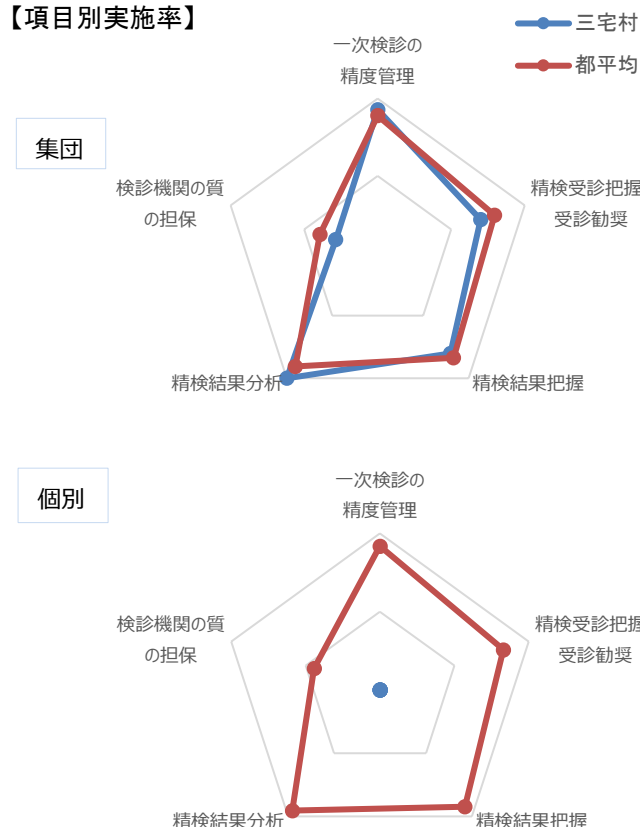 【項目別実施率】
三宅村
都平均
集団
一次検診の
精度管理
検診機関の質
の担保
精検受診把握
受診勧奨
精検結果分析
精検結果把握
個別
一次検診の
精度管理
検診機関の質
の担保
精検受診把握
受診勧奨
精検結果分析
精検結果把握